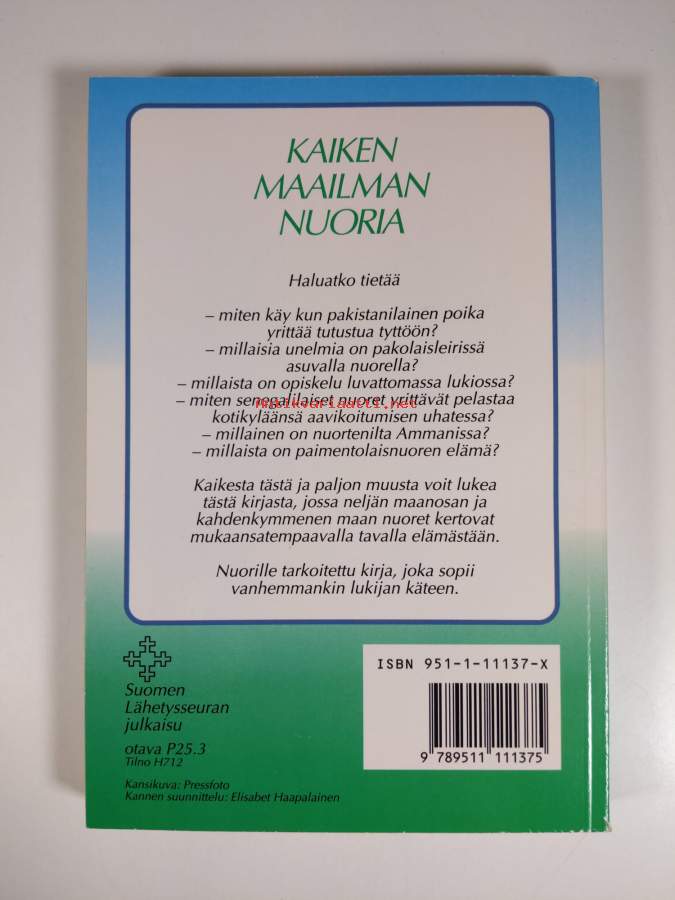 KAIKEN
MAAILMAN
NUORIA
Haluatko tietää
– miten käy kun pakistanilainen poika
yrittää tutustua tyttöön?
– millaisia unelmia on pakolaisleirissä
asuvalla nuorella?
– millaista on opiskelu luvattomassa lukiossa?
– miten senegalilaiset nuoret yrittävät pelastaa
Antikvariaatti.net
kotikyläänsä aavikoitumisen uhatessa?
– millainen on nuortenilta Ammanissa?
– millaista on paimentolaisnuoren elämä?
Kaikesta tästä ja paljon muusta voit lukea
tästä kirjasta, jossa neljän maanosan ja
kahdenkymmenen maan nuoret kertovat
mukaansatempaavalla tavalla elämästään.
Nuorille tarkoitettu kirja, joka sopii
vanhemmankin lukijan käteen.
Suomen
Lähetysseuran
julkaisu
otava P25.3
Tilno H712
Kansikuva: Pressfoto
Kannen suunnittelu: Elisabet Haapalainen
ISBN 951-1-11137-X
9 789511 111375